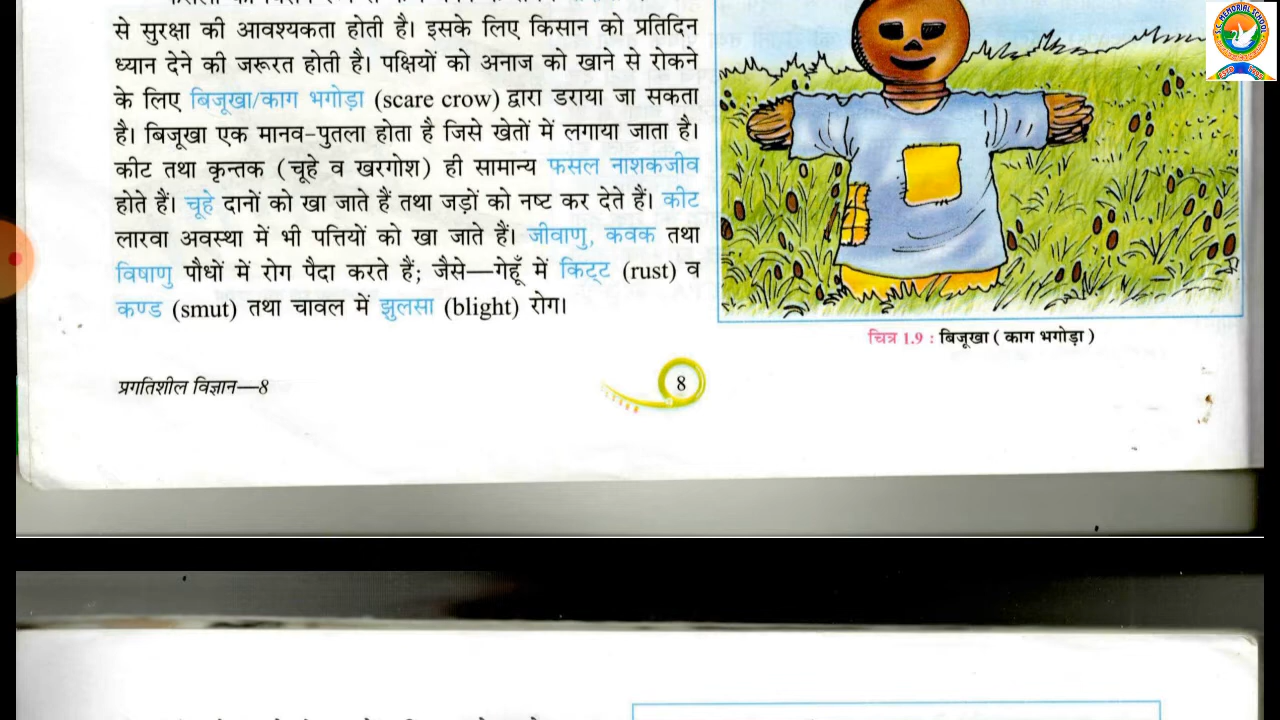 से सुरक्षा की आवश्यकता होती है। इसके लिए किसान को प्रतिदिन
ध्यान देने की जरूरत होती है। पक्षियों को अनाज को खाने से रोकने
के लिए बिजूखा/काग भगोड़ा (scare crow) द्वारा डराया जा सकता
है। बिजूखा एक मानव-पुतला होता है जिसे खेतों में लगाया जाता है।
कीट तथा कृन्तक (चूहे व खरगोश) ही सामान्य फसल नाशकजीव
होते हैं। चूहे दानों को खा जाते हैं तथा जड़ों को नष्ट कर देते हैं। कीट
लारवा अवस्था में भी पत्तियों को खा जाते हैं। जीवाणु, कवक तथा
विषाणु पौधों में रोग पैदा करते हैं; जैसे—गेहूँ में किट्ट (rust) व
कण्ड (smut) तथा चावल में झुलसा (blight) रोग।
चित्र 1.9 : बिजूखा ( काग भगोड़ा )
प्रगतिशील विज्ञान—8
8
S.C. MEMORIAL SCHOOL